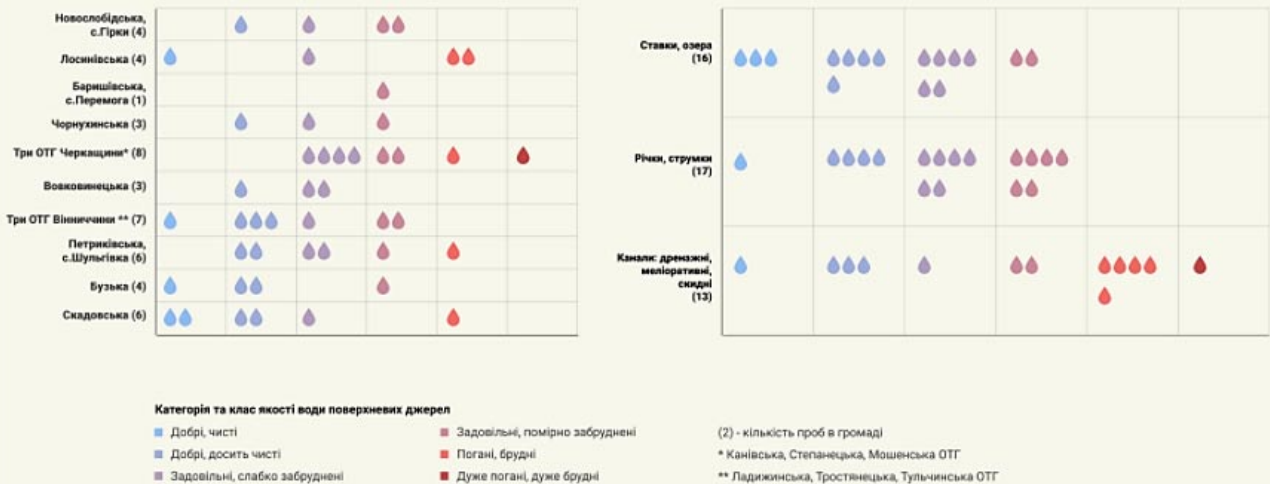 Новослобідська,
с.Гірки (4)
Лосинівська (4)
Баришівська,
с.Перемога (1)
Чорнухинська (3)
Три ОТГ Черкащини* (8)
Вовковинецька (3)
Три ОТГ Вінниччини ** (7)
Петриківська,
с.Шульгівка (6)
Бузька (4)
Скадовська (6)
Ставки, озера
(16)
Річки, струмки
(17)
Канали: дренажні,
меліоративні,
скидні
(13)
Категорія та клас якості води поверхневих джерел
Добрі, чисті
Добрі, досить чисті
Задовільні, слабко забруднені
Задовільні, помірно забруднені
Погані, брудні
Дуже погані, дуже брудні
(2) - кількість проб в громаді
* Канівська, Степанецька, Мошенська ОТГ
** Ладижинська, Тростянецька, Тульчинська ОТГ